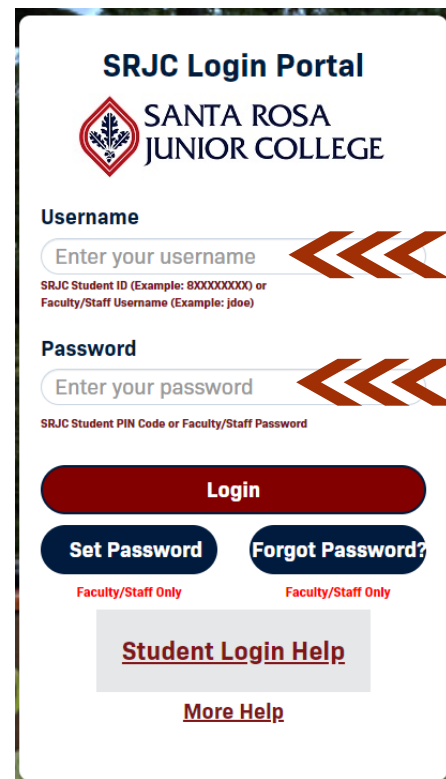 SRJC Login Portal
SANTA ROSA
JUNIOR COLLEGE
Username
Enter your username
SRJC Student ID (Example: 8XXXXXXXX) or
Faculty/Staff Username (Example: jdoe)
Password
Enter your password
SRJC Student PIN Code or Faculty/Staff Password
Login
Set Password Forgot Password?
Faculty/Staff Only Faculty/Staff Only
Student Login Help
More Help